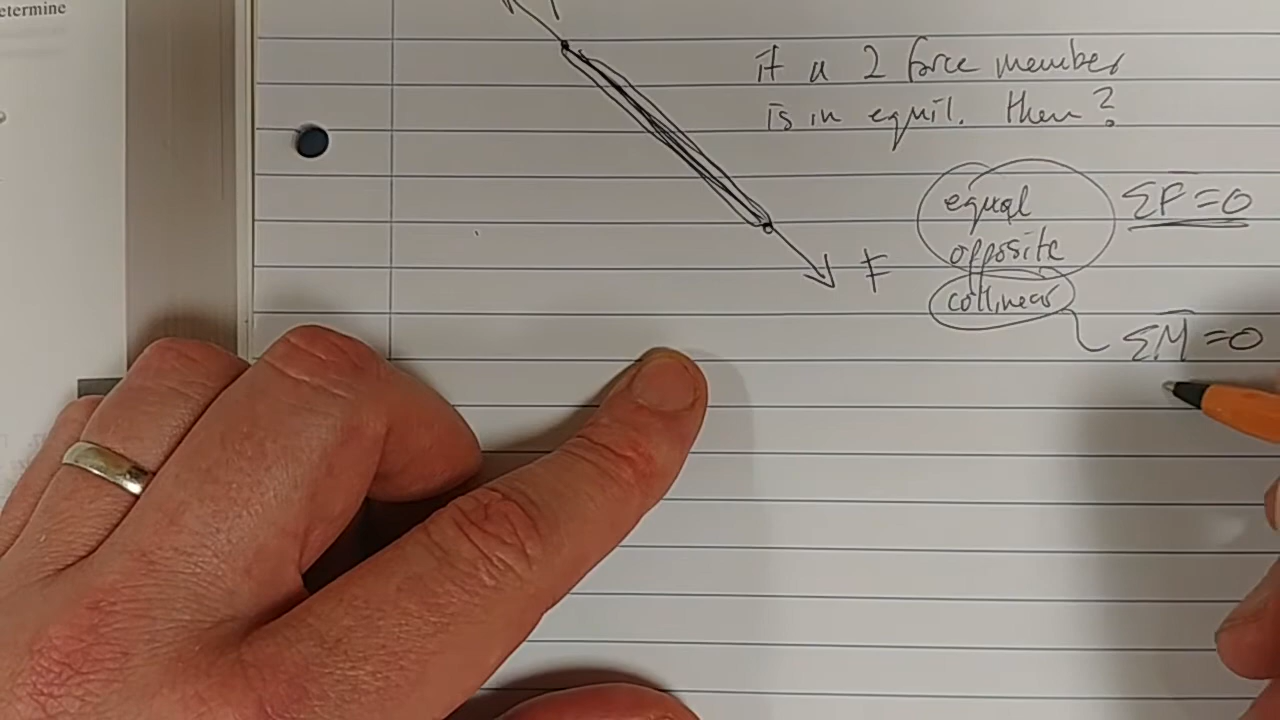 etermine
if a 2 force member
is in equil. then?
equal
opposite
collinear
ΣF=0
ΣM=0
F